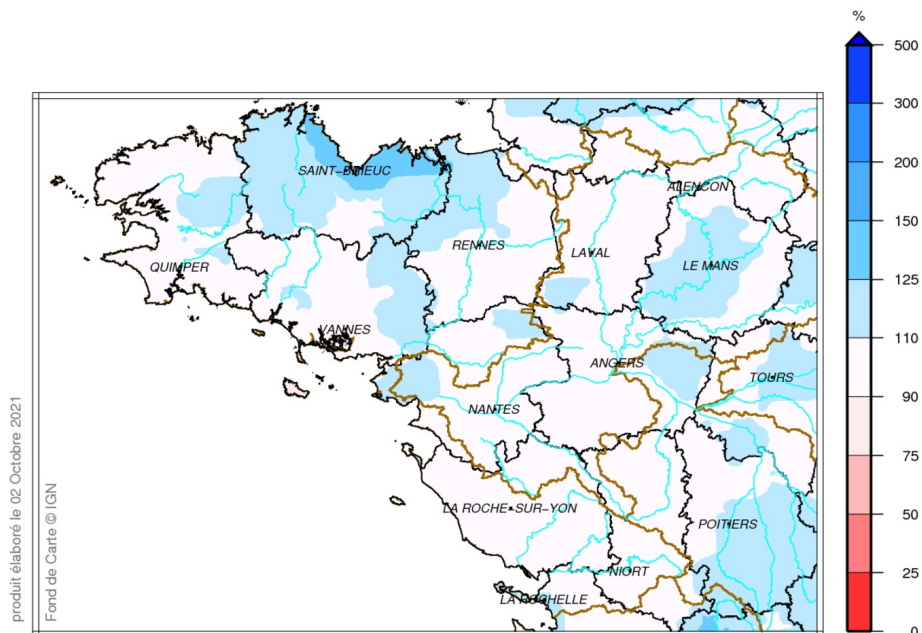 %
500
300
200
150
125
110
90
75
50
25
0
SAINT-BRIEUC
ALENCON
RENNES
LAVAL
QUIMPER
LE MANS
VANNES
ANGERS
TOURS
NANTES
LA ROCHE-SUR-YON
POITIERS
NIORT
LA ROCHELLE
produit élaboré le 02 Octobre 2021
Fond de Carte © IGN